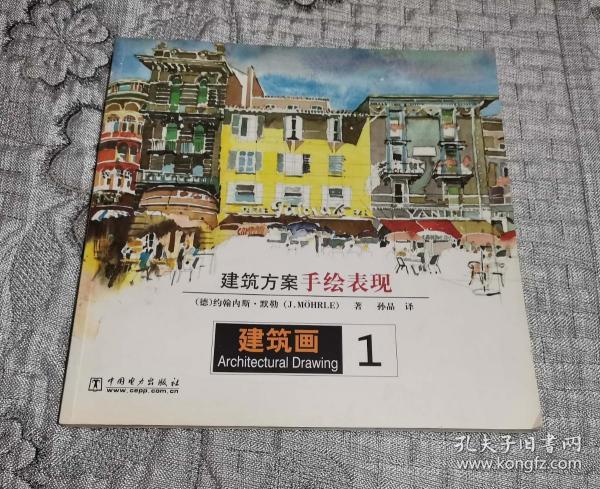 CAMPARI
建筑方案手绘表现
(德)约翰内斯·默勒(J.MÖHRLE) 著 孙晶 译
建筑画
Architectural Drawing
1
中国电力出版社
www.cepp.com.cn
孔夫子旧书网
www.kongfz.com